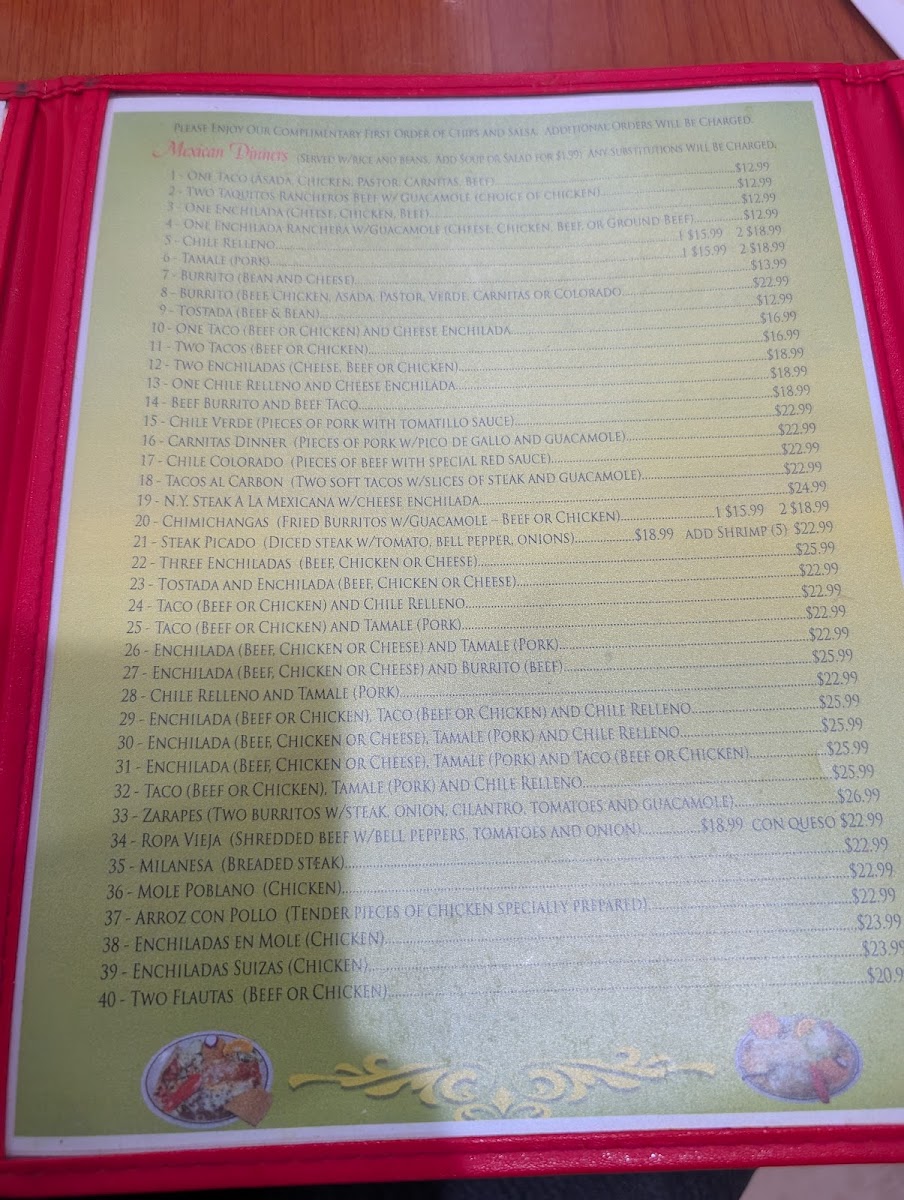 PLEASE ENJOY OUR COMPLIMENTARY FIRST ORDER OF CHIPS AND SALSA. ADDITIONAL ORDERS WILL BE CHARGED.
Mexican Dinners (SERVED W/RICE AND BEANS. ADD SOUP OR SALAD FOR $1.99) ANY SUBSTITUTIONS WILL BE CHARGED.
1 - ONE TACO (ASADA, CHICKEN, PASTOR, CARNITAS, BEEF) $12.99
2 - TWO TAQUITOS RANCHEROS BEEF W/ GUACAMOLE (CHOICE OF CHICKEN) $12.99
3 - ONE ENCHILADA (CHEESE, CHICKEN, BEEF) $12.99
4 - ONE ENCHILADA RANCHERA W/GUACAMOLE (CHEESE, CHICKEN, BEEF, OR GROUND BEEF) $12.99
5 - CHILE RELLENO 1 $15.99 2 $18.99
6 - TAMALE (PORK) 1 $15.99 2 $18.99
7 - BURRITO (BEAN AND CHEESE) $13.99
8 - BURRITO (BEEF, CHICKEN, ASADA, PASTOR, VERDE, CARNITAS OR COLORADO $22.99
9 - TOSTADA (BEEF & BEAN) $12.99
10 - ONE TACO (BEEF OR CHICKEN) AND CHEESE ENCHILADA $16.99
11 - TWO TACOS (BEEF OR CHICKEN) $16.99
12 - TWO ENCHILADAS (CHEESE, BEEF OR CHICKEN) $18.99
13 - ONE CHILE RELLENO AND CHEESE ENCHILADA $18.99
14 - BEEF BURRITO AND BEEF TACO $18.99
15 - CHILE VERDE (PIECES OF PORK WITH TOMATILLO SAUCE) $22.99
16 - CARNITAS DINNER (PIECES OF PORK W/PICO DE GALLO AND GUACAMOLE) $22.99
17 - CHILE COLORADO (PIECES OF BEEF WITH SPECIAL RED SAUCE) $22.99
18 - TACOS AL CARBON (TWO SOFT TACOS W/SLICES OF STEAK AND GUACAMOLE) $22.99
19 - N.Y. STEAK A LA MEXICANA W/CHEESE ENCHILADA $24.99
20 - CHIMICHANGAS (FRIED BURRITOS W/GUACAMOLE – BEEF OR CHICKEN) 1 $15.99 2 $18.99
21 - STEAK PICADO (DICED STEAK W/TOMATO, BELL PEPPER, ONIONS) $18.99 ADD SHRIMP (5) $22.99
22 - THREE ENCHILADAS (BEEF, CHICKEN OR CHEESE) $25.99
23 - TOSTADA AND ENCHILADA (BEEF, CHICKEN OR CHEESE) $22.99
24 - TACO (BEEF OR CHICKEN) AND CHILE RELLENO $22.99
25 - TACO (BEEF OR CHICKEN) AND TAMALE (PORK) $22.99
26 - ENCHILADA (BEEF, CHICKEN OR CHEESE) AND TAMALE (PORK) $22.99
27 - ENCHILADA (BEEF, CHICKEN OR CHEESE) AND BURRITO (BEEF) $25.99
28 - CHILE RELLENO AND TAMALE (PORK) $22.99
29 - ENCHILADA (BEEF OR CHICKEN), TACO (BEEF OR CHICKEN) AND CHILE RELLENO $25.99
30 - ENCHILADA (BEEF, CHICKEN OR CHEESE), TAMALE (PORK) AND CHILE RELLENO $25.99
31 - ENCHILADA (BEEF, CHICKEN OR CHEESE), TAMALE (PORK) AND TACO (BEEF OR CHICKEN) $25.99
32 - TACO (BEEF OR CHICKEN), TAMALE (PORK) AND CHILE RELLENO $25.99
33 - ZARAPES (TWO BURRITOS W/STEAK, ONION, CILANTRO, TOMATOES AND GUACAMOLE) $26.99
34 - ROPA VIEJA (SHREDDED BEEF W/BELL PEPPERS, TOMATOES AND ONION) $18.99 CON QUESO $22.99
35 - MILANESA (BREADED STEAK) $22.99
36 - MOLE POBLANO (CHICKEN) $22.99
37 - ARROZ CON POLLO (TENDER PIECES OF CHICKEN SPECIALLY PREPARED) $22.99
38 - ENCHILADAS EN MOLE (CHICKEN) $23.99
39 - ENCHILADAS SUIZAS (CHICKEN) $23.99
40 - TWO FLAUTAS (BEEF OR CHICKEN) $20.9